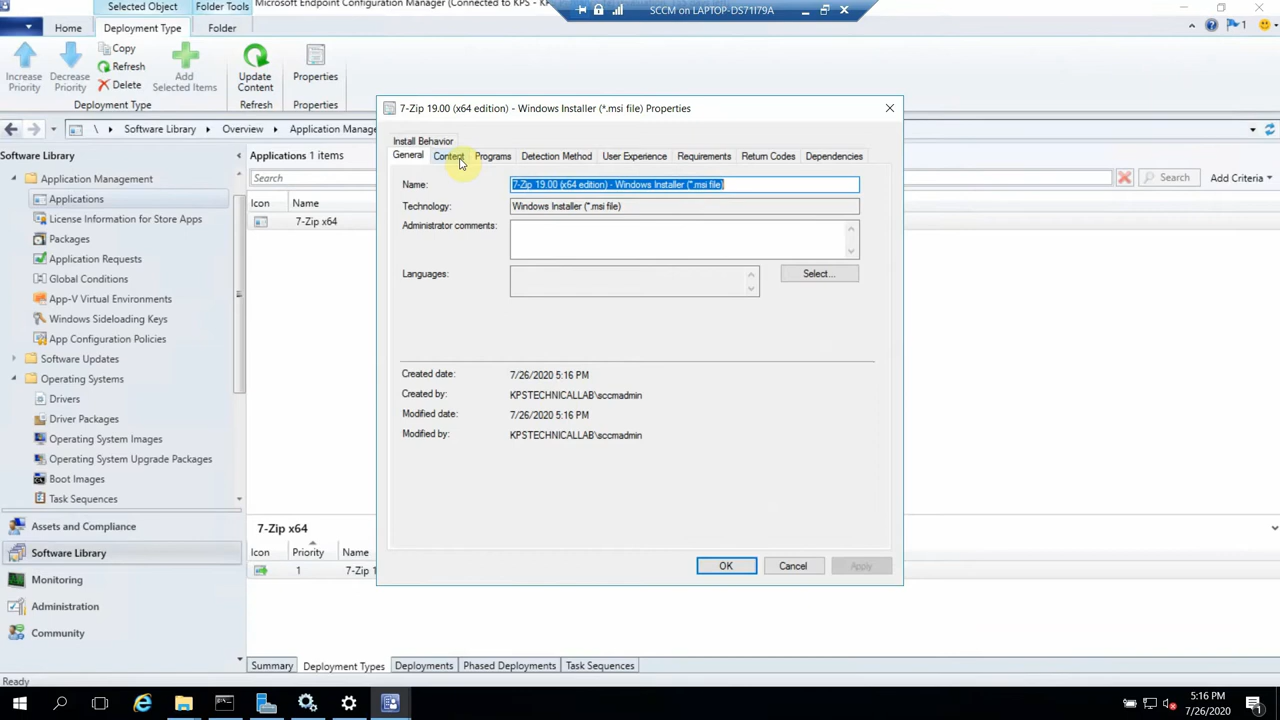 Selected Object
Folder Tools
Microsoft Endpoint Configuration Manager (Connected to KPS -
SCCM on LAPTOP-DS71I79A
Home
Deployment Type
Folder
1
Increase Priority
Decrease Priority
Copy
Refresh
Delete
Add Selected Items
Update Content
Properties
Deployment Type
Refresh
Properties
\ Software Library
Overview
Application Manage
Software Library
Application Management
Applications
License Information for Store Apps
Packages
Application Requests
Global Conditions
App-V Virtual Environments
Windows Sideloading Keys
App Configuration Policies
Software Updates
Operating Systems
Drivers
Driver Packages
Operating System Images
Operating System Upgrade Packages
Boot Images
Task Sequences
Assets and Compliance
Software Library
Monitoring
Administration
Community
Applications 1 items
Search
Search
Add Criteria
Icon
Name
7-Zip x64
7-Zip 19.00 (x64 edition) - Windows Installer (*.msi file) Properties
Install Behavior
General
Content
Programs
Detection Method
User Experience
Requirements
Return Codes
Dependencies
Name:
7-Zip 19.00 (x64 edition) - Windows Installer (*.msi file)
Technology:
Windows Installer (*.msi file)
Administrator comments:
Languages:
Select...
Created date:
7/26/2020 5:16 PM
Created by:
KPSTECHNICALLAB\sccmadmin
Modified date:
7/26/2020 5:16 PM
Modified by:
KPSTECHNICALLAB\sccmadmin
OK
Cancel
Apply
7-Zip x64
Icon
Priority
Name
1
7-Zip 1
Summary
Deployment Types
Deployments
Phased Deployments
Task Sequences
Ready
5:16 PM
7/26/2020
1